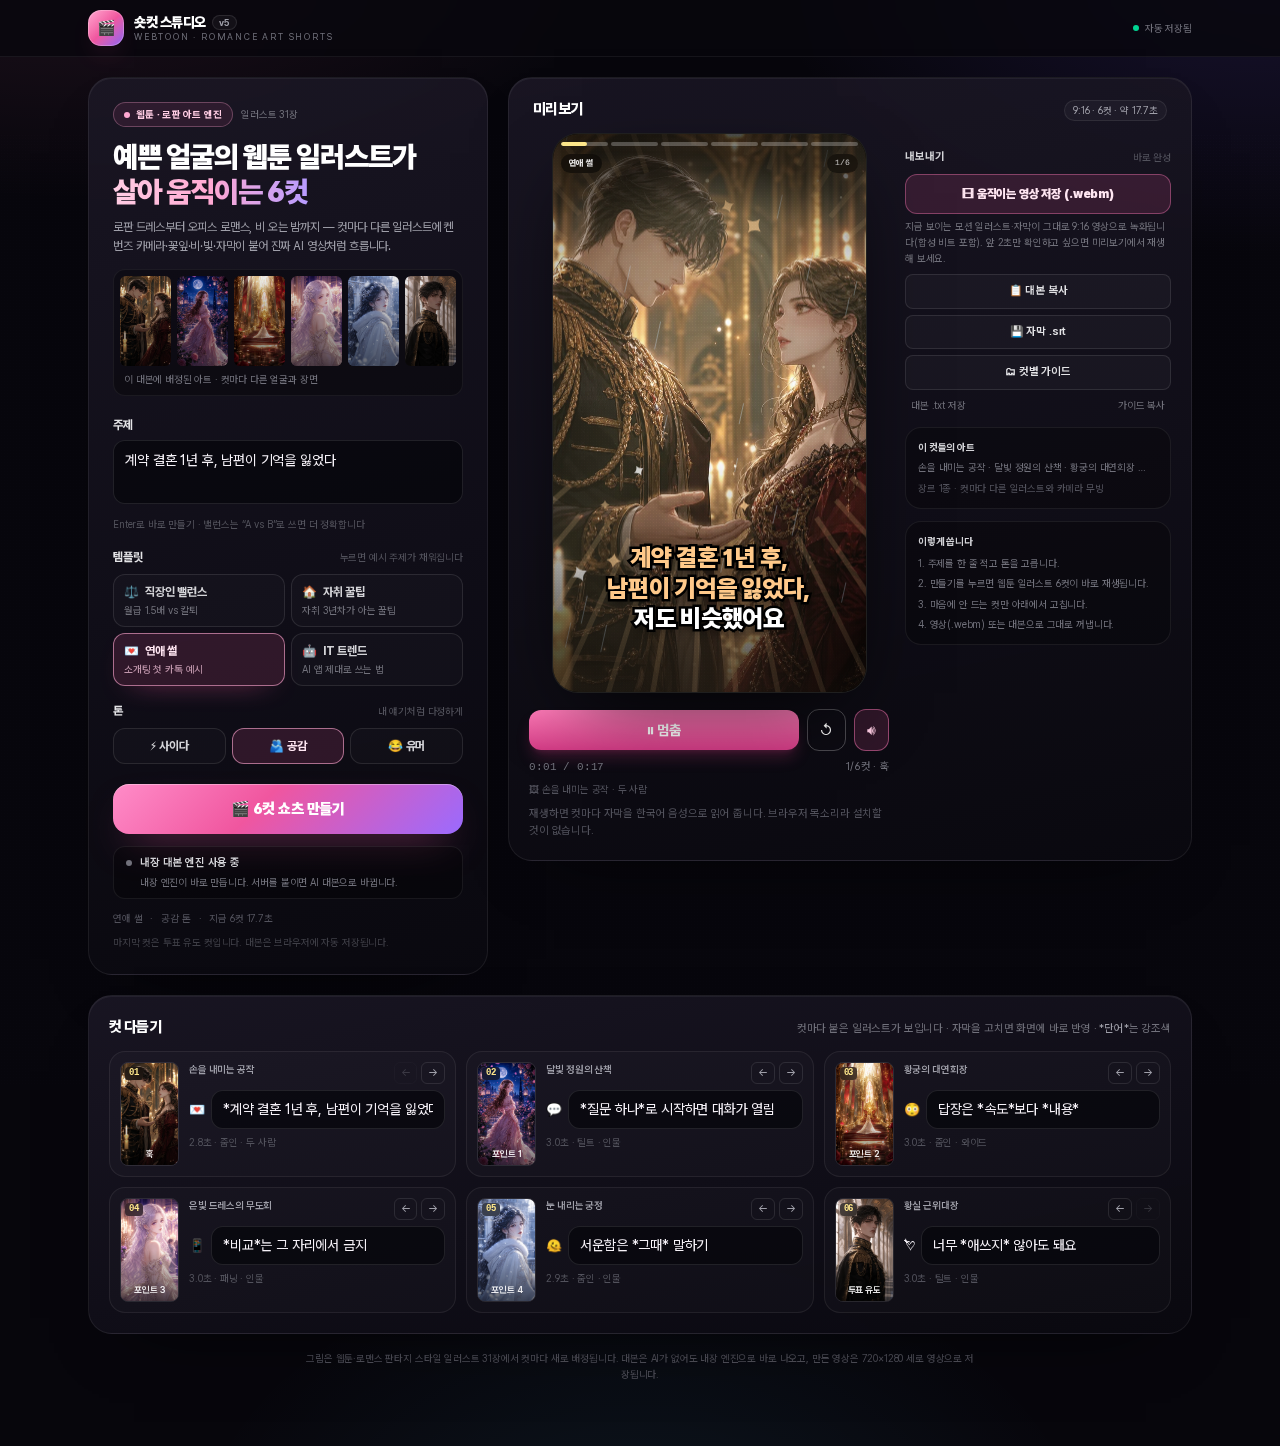 숏컷 스튜디오 v5
WEBTOON · ROMANCE ART SHORTS
자동 저장됨
웹툰 · 로판 아트 엔진
일러스트 31장
예쁜 얼굴의 웹툰 일러스트가
살아 움직이는 6컷
로판 드레스부터 오피스 로맨스, 비 오는 밤까지 — 컷마다 다른 일러스트에 켄
번즈 카메라·꽃잎·비·빛·자막이 붙어 진짜 AI 영상처럼 흐릅니다.
이 대본에 배정된 아트 · 컷마다 다른 얼굴과 장면
주제
계약 결혼 1년 후, 남편이 기억을 잃었다
Enter로 바로 만들기 · 밸런스는 “A vs B”로 쓰면 더 정확합니다
템플릿
누르면 예시 주제가 채워집니다
⚖️ 직장인 밸런스
월급 1.5배 vs 칼퇴
🏠 자취 꿀팁
자취 3년차가 아는 꿀팁
💌 연애 썰
소개팅 첫 카톡 예시
🤖 IT 트렌드
AI 앱 제대로 쓰는 법
톤
내 얘기처럼 다정하게
⚡ 사이다
🫂 공감
😂 유머
🎬 6컷 쇼츠 만들기
내장 대본 엔진 사용 중
내장 엔진이 바로 만듭니다. 서버를 붙이면 AI 대본으로 바뀝니다.
연애 썰 · 공감 톤 · 지금 6컷 17.7초
마지막 컷은 투표 유도 컷입니다. 대본은 브라우저에 자동 저장됩니다.
미리보기
9:16 · 6컷 · 약 17.7초
연애 썰
1/6
계약 결혼 1년 후,
남편이 기억을 잃었다,
저도 비슷했어요
⏸ 멈춤
0:01 / 0:17
1/6컷 · 훅
🖼 손을 내미는 공작 · 두 사람
재생하면 컷마다 자막을 한국어 음성으로 읽어 줍니다. 브라우저 목소리라 설치할
것이 없습니다.
내보내기
바로 완성
🎞 움직이는 영상 저장 (.webm)
지금 보이는 모션 일러스트·자막이 그대로 9:16 영상으로 녹화됩니
다(합성 비트 포함). 앞 2초만 확인하고 싶으면 미리보기에서 재생
해 보세요.
📋 대본 복사
💾 자막 .srt
🗂 컷별 가이드
대본 .txt 저장
가이드 복사
이 컷들의 아트
손을 내미는 공작 · 달빛 정원의 산책 · 황궁의 대연회장 ...
장르 1종 · 컷마다 다른 일러스트와 카메라 무빙
이렇게 씁니다
1. 주제를 한 줄 적고 톤을 고릅니다.
2. 만들기를 누르면 웹툰 일러스트 6컷이 바로 재생됩니다.
3. 마음에 안 드는 컷만 아래에서 고칩니다.
4. 영상(.webm) 또는 대본으로 그대로 꺼냅니다.
컷 다듬기
컷마다 붙은 일러스트가 보입니다 · 자막을 고치면 화면에 바로 반영 · *단어*는 강조색
01
훅
손을 내미는 공작
← →
💌 *계약 결혼 1년 후, 남편이 기억을 잃었다
2.8초 · 줌인 · 두 사람
02
포인트 1
달빛 정원의 산책
← →
💬 *질문 하나*로 시작하면 대화가 열림
3.0초 · 틸트 · 인물
03
포인트 2
황궁의 대연회장
← →
😳 답장은 *속도*보다 *내용*
3.0초 · 줌인 · 와이드
04
포인트 3
은빛 드레스의 무도회
← →
📱 *비교*는 그 자리에서 금지
3.0초 · 패닝 · 인물
05
포인트 4
눈 내리는 궁정
← →
🫠 서운함은 *그때* 말하기
2.9초 · 줌인 · 인물
06
투표 유도
황실 근위대장
← →
💘 너무 *애쓰지* 않아도 돼요
3.0초 · 틸트 · 인물
그림은 웹툰·로맨스 판타지 스타일 일러스트 31장에서 컷마다 새로 배정됩니다. 대본은 AI가 없어도 내장 엔진으로 바로 나오고, 만든 영상은 720×1280 세로 영상으로 저
장됩니다.